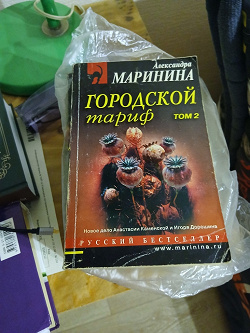 Александра
МАРИНИНА
ГОРОДСКОЙ
тариф ТОМ 2
Новое дело Анастасии Каменской и Игоря Дорошина
РУССКИЙ БЕСТСЕЛЛЕР
www.marinina.ru